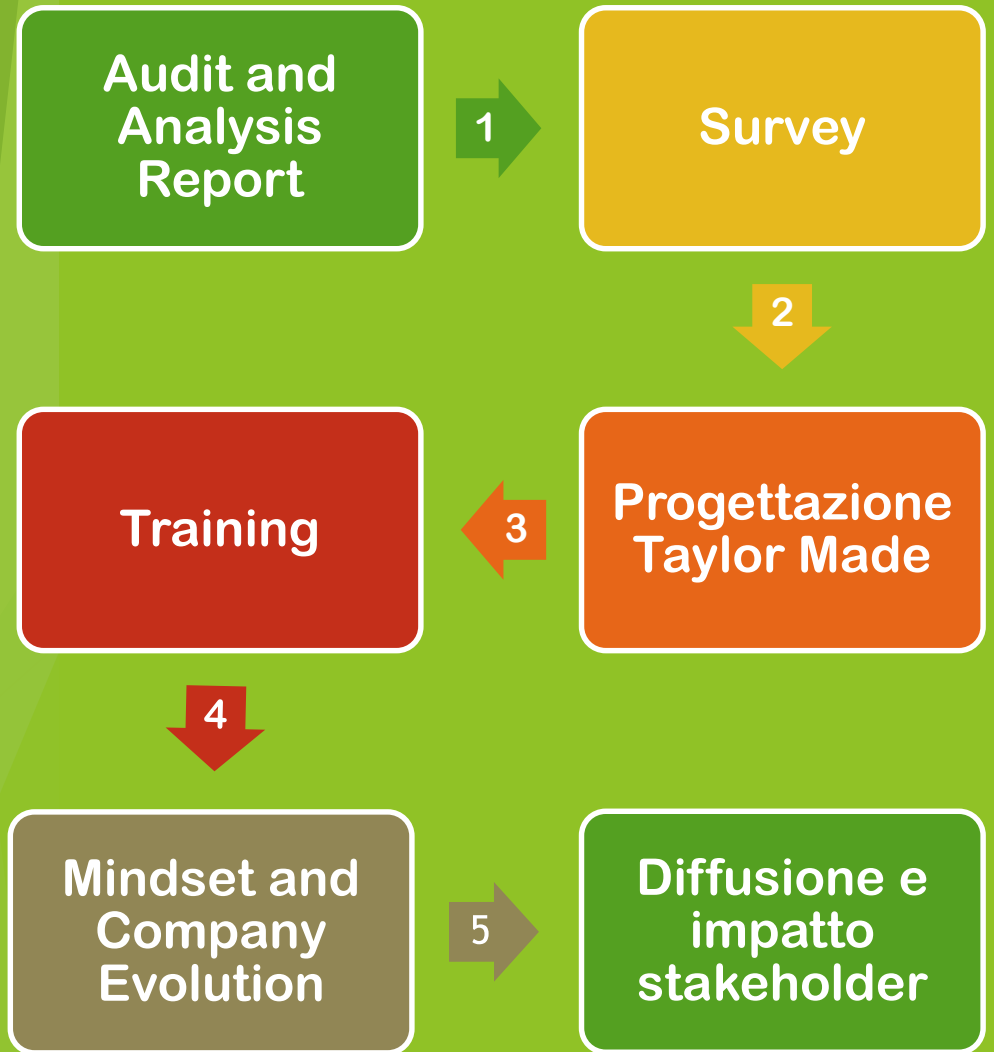 Audit and
Analysis
Report
1
Survey
2
Progettazione
Taylor Made
3
Training
4
Mindset and
Company
Evolution
5
Diffusione e
impatto
stakeholder